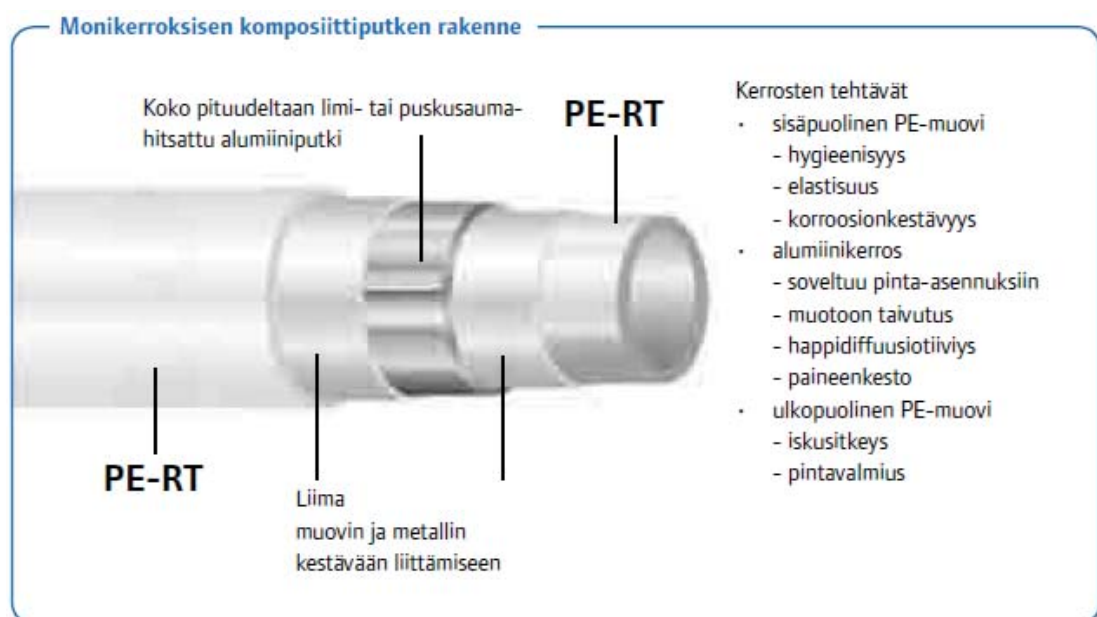 Monikerroksisen komposiittiputken rakenne
Koko pituudeltaan limi- tai puskusauma-
hitsattu alumiiniputki
PE-RT
PE-RT
Liima
muovin ja metallin
kestävään liittämiseen
Kerrosten tehtävät
· sisäpuolinen PE-muovi
- hygieenisyys
- elastisuus
- korroosionkestävyys
· alumiinikerros
- soveltuu pinta-asennuksiin
- muotoon taivutus
- happidiffuusiotiiviys
- paineenkesto
· ulkopuolinen PE-muovi
- iskusitkeys
- pintavalmius